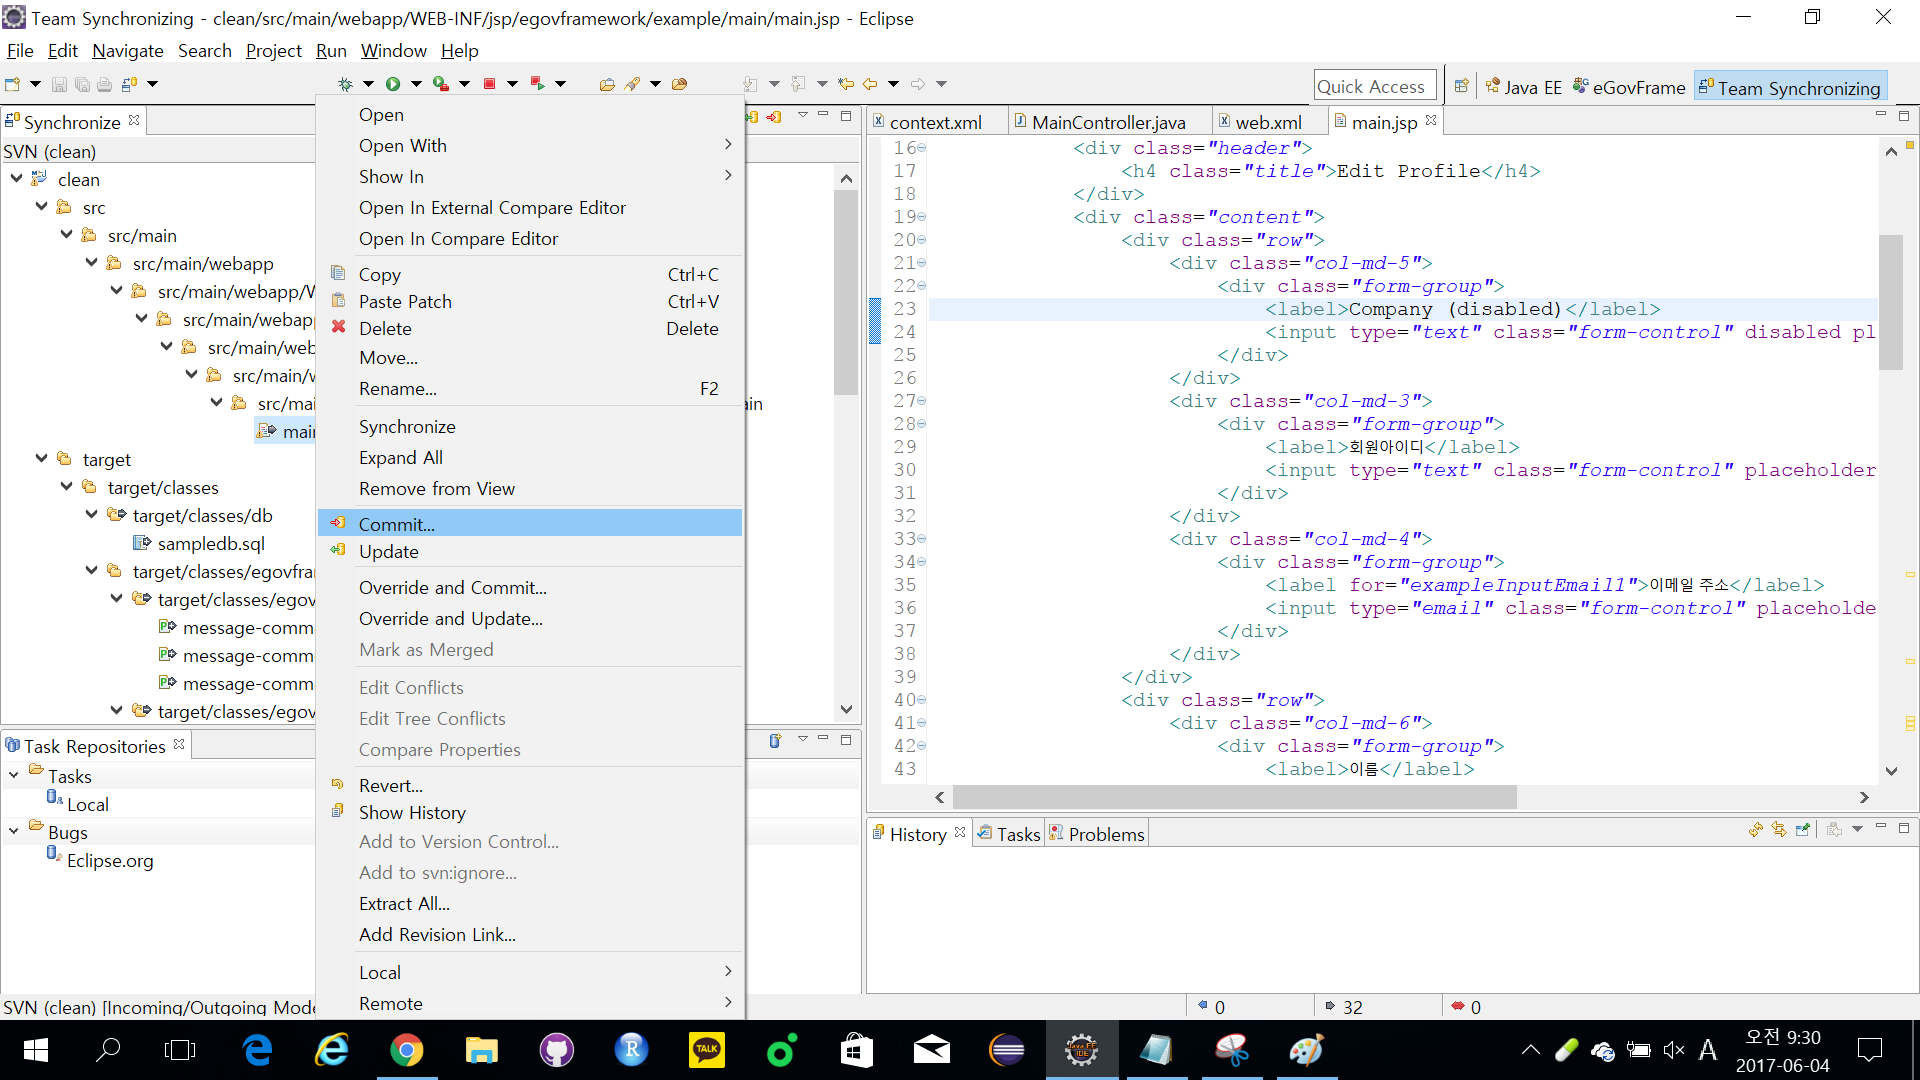 Team Synchronizing - clean/src/main/webapp/WEB-INF/jsp/egovframework/example/main/main.jsp - Eclipse
File Edit Navigate Search Project Run Window Help
Quick Access
Java EE
eGovFrame
Team Synchronizing
Synchronize
SVN (clean)
clean
src
src/main
src/main/webapp
src/main/webapp/W
src/main/webapp
src/main/web
src/main/w
src/mai
ain
main
target
target/classes
target/classes/db
sampledb.sql
target/classes/egovfra
target/classes/egov
message-comm
message-comm
message-comm
target/classes/egov
Open
Open With
Show In
Open In External Compare Editor
Open In Compare Editor
Copy Ctrl+C
Paste Patch Ctrl+V
Delete Delete
Move...
Rename... F2
Synchronize
Expand All
Remove from View
Commit...
Update
Override and Commit...
Override and Update...
Mark as Merged
Edit Conflicts
Edit Tree Conflicts
Compare Properties
Revert...
Show History
Add to Version Control...
Add to svn:ignore...
Extract All...
Add Revision Link...
Local
Remote
context.xml
MainController.java
web.xml
main.jsp
16 <div class="header">
17 <h4 class="title">Edit Profile</h4>
18 </div>
19 <div class="content">
20 <div class="row">
21 <div class="col-md-5">
22 <div class="form-group">
23 <label>Company (disabled)</label>
24 <input type="text" class="form-control" disabled pl
25 </div>
26 </div>
27 <div class="col-md-3">
28 <div class="form-group">
29 <label>회원아이디</label>
30 <input type="text" class="form-control" placeholder
31 </div>
32 </div>
33 <div class="col-md-4">
34 <div class="form-group">
35 <label for="exampleInputEmail1">이메일 주소</label>
36 <input type="email" class="form-control" placeholde
37 </div>
38 </div>
39 </div>
40 <div class="row">
41 <div class="col-md-6">
42 <div class="form-group">
43 <label>이름</label>
Task Repositories
Tasks
Local
Bugs
Eclipse.org
History
Tasks
Problems
SVN (clean) [Incoming/Outgoing Mode
0
32
0
TALK
R
Java EE
IDE
A
오전 9:30
2017-06-04